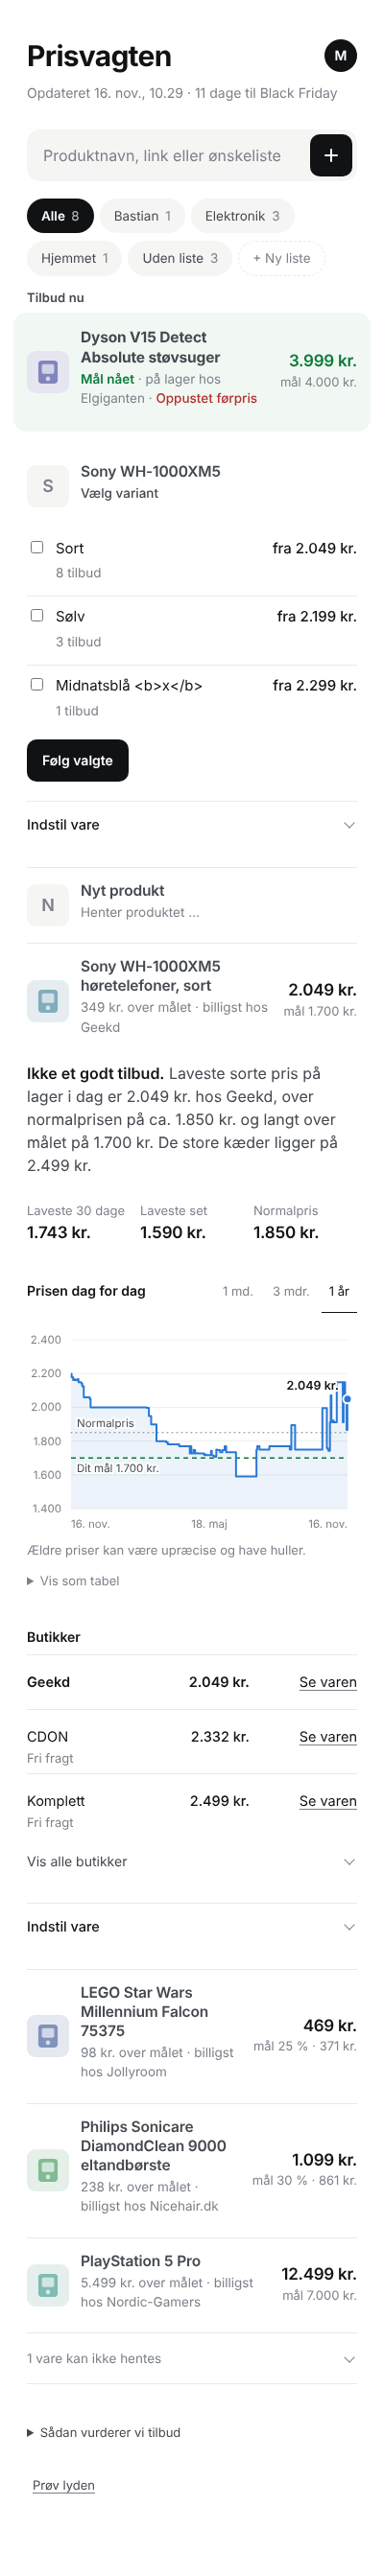 Prisvagten
M
Opdateret 16. nov., 10.29 · 11 dage til Black Friday
Produktnavn, link eller ønskeliste
+
Alle 8
Bastian 1
Elektronik 3
Hjemmet 1
Uden liste 3
+ Ny liste
Tilbud nu
Dyson V15 Detect
Absolute støvsuger
Mål nået · på lager hos
Elgiganten · Oppustet førpris
3.999 kr.
mål 4.000 kr.
S
Sony WH-1000XM5
Vælg variant
Sort
fra 2.049 kr.
8 tilbud
Sølv
fra 2.199 kr.
3 tilbud
Midnatsblå <b>x</b>
fra 2.299 kr.
1 tilbud
Følg valgte
Indstil vare
N
Nyt produkt
Henter produktet ...
Sony WH-1000XM5
høretelefoner, sort
349 kr. over målet · billigst hos
Geekd
2.049 kr.
mål 1.700 kr.
Ikke et godt tilbud. Laveste sorte pris på
lager i dag er 2.049 kr. hos Geekd, over
normalprisen på ca. 1.850 kr. og langt over
målet på 1.700 kr. De store kæder ligger på
2.499 kr.
Laveste 30 dage
Laveste set
Normalpris
1.743 kr.
1.590 kr.
1.850 kr.
Prisen dag for dag
1 md.
3 mdr.
1 år
2.400
2.200
2.000
1.800
1.600
1.400
2.049 kr.
Normalpris
Dit mål 1.700 kr.
16. nov.
18. maj
16. nov.
Ældre priser kan være upræcise og have huller.
Vis som tabel
Butikker
Geekd
2.049 kr.
Se varen
CDON
2.332 kr.
Se varen
Fri fragt
Komplett
2.499 kr.
Se varen
Fri fragt
Vis alle butikker
Indstil vare
LEGO Star Wars
Millennium Falcon
75375
98 kr. over målet · billigst
hos Jollyroom
469 kr.
mål 25 % · 371 kr.
Philips Sonicare
DiamondClean 9000
eltandbørste
238 kr. over målet ·
billigst hos Nicehair.dk
1.099 kr.
mål 30 % · 861 kr.
PlayStation 5 Pro
5.499 kr. over målet · billigst
hos Nordic-Gamers
12.499 kr.
mål 7.000 kr.
1 vare kan ikke hentes
Sådan vurderer vi tilbud
Prøv lyden